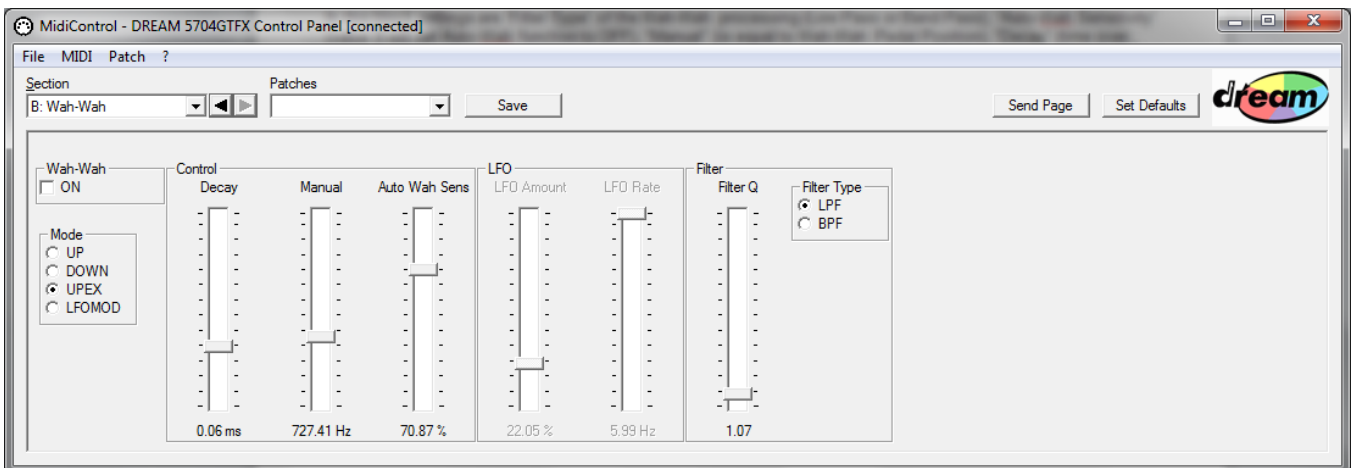 MidiControl - DREAM 5704GTFX Control Panel [connected]
File MIDI Patch ?
Section Patches
B: Wah-Wah Save Send Page Set Defaults dream
Wah-Wah Control LFO Filter
ON Decay Manual Auto Wah Sens LFO Amount LFO Rate Filter Q Filter Type
LPF
BPF
Mode
UP
DOWN
UPEX
LFOMOD
0.06 ms 727.41 Hz 70.87 % 22.05 % 5.99 Hz 1.07